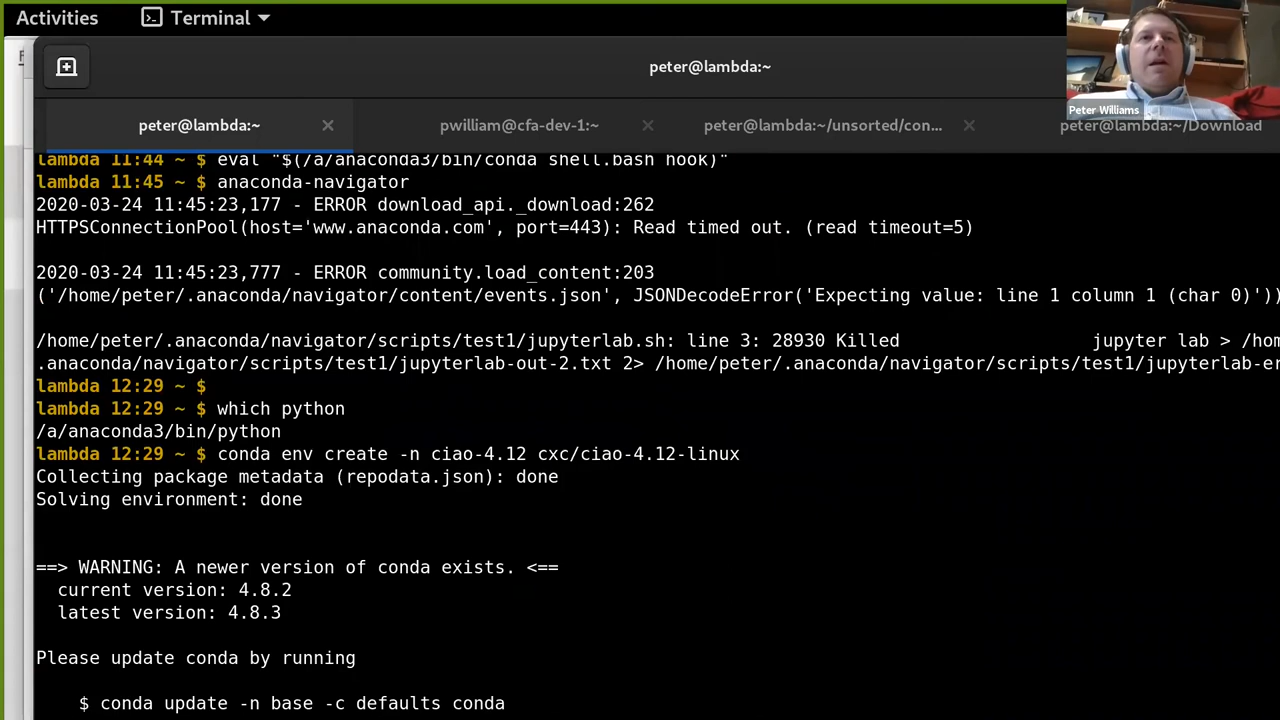 Activities
Terminal
peter@lambda:~
Peter Williams
peter@lambda:~
pwilliam@cfa-dev-1:~
peter@lambda:~/unsorted/con...
peter@lambda:~/Download
lambda 11:44 ~ $ eval "$(/a/anaconda3/bin/conda shell.bash hook)"
lambda 11:45 ~ $ anaconda-navigator
2020-03-24 11:45:23,177 - ERROR download_api._download:262
HTTPSConnectionPool(host='www.anaconda.com', port=443): Read timed out. (read timeout=5)
2020-03-24 11:45:23,777 - ERROR community.load_content:203
('/home/peter/.anaconda/navigator/content/events.json', JSONDecodeError('Expecting value: line 1 column 1 (char 0)'))
/home/peter/.anaconda/navigator/scripts/test1/jupyterlab.sh: line 3: 28930 Killed jupyter lab > /hom
.anaconda/navigator/scripts/test1/jupyterlab-out-2.txt 2> /home/peter/.anaconda/navigator/scripts/test1/jupyterlab-er
lambda 12:29 ~ $
lambda 12:29 ~ $ which python
/a/anaconda3/bin/python
lambda 12:29 ~ $ conda env create -n ciao-4.12 cxc/ciao-4.12-linux
Collecting package metadata (repodata.json): done
Solving environment: done
==> WARNING: A newer version of conda exists. <==
current version: 4.8.2
latest version: 4.8.3
Please update conda by running
$ conda update -n base -c defaults conda